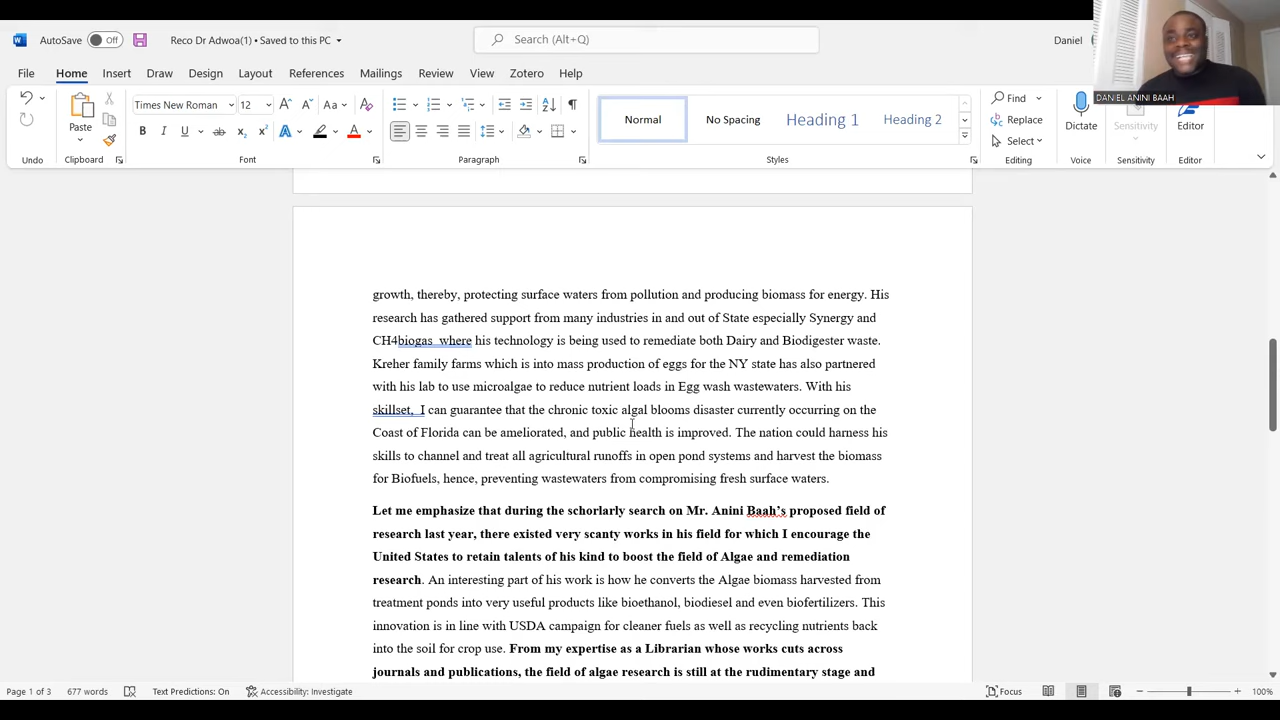 AutoSave Off Reco Dr Adwoa(1) • Saved to this PC Search (Alt+Q) Daniel
DANIEL ANINI BAAH
File Home Insert Draw Design Layout References Mailings Review View Zotero Help
Times New Roman 12 Aa Normal No Spacing Heading 1 Heading 2 Find
Paste Replace Dictate Sensitivity Editor
B I U ab x₂ x² A A Select
Undo Clipboard Font Paragraph Styles Editing Voice Sensitivity Editor
growth, thereby, protecting surface waters from pollution and producing biomass for energy. His
research has gathered support from many industries in and out of State especially Synergy and
CH4biogas  where his technology is being used to remediate both Dairy and Biodigester waste.
Kreher family farms which is into mass production of eggs for the NY state has also partnered
with his lab to use microalgae to reduce nutrient loads in Egg wash wastewaters. With his
skillset,  I can guarantee that the chronic toxic algal blooms disaster currently occurring on the
Coast of Florida can be ameliorated, and public health is improved. The nation could harness his
skills to channel and treat all agricultural runoffs in open pond systems and harvest the biomass
for Biofuels, hence, preventing wastewaters from compromising fresh surface waters.
Let me emphasize that during the schorlarly search on Mr. Anini Baah’s proposed field of
research last year, there existed very scanty works in his field for which I encourage the
United States to retain talents of his kind to boost the field of Algae and remediation
research. An interesting part of his work is how he converts the Algae biomass harvested from
treatment ponds into very useful products like bioethanol, biodiesel and even biofertilizers. This
innovation is in line with USDA campaign for cleaner fuels as well as recycling nutrients back
into the soil for crop use. From my expertise as a Librarian whose works cuts across
journals and publications, the field of algae research is still at the rudimentary stage and
Page 1 of 3 677 words Text Predictions: On Accessibility: Investigate Focus 100%